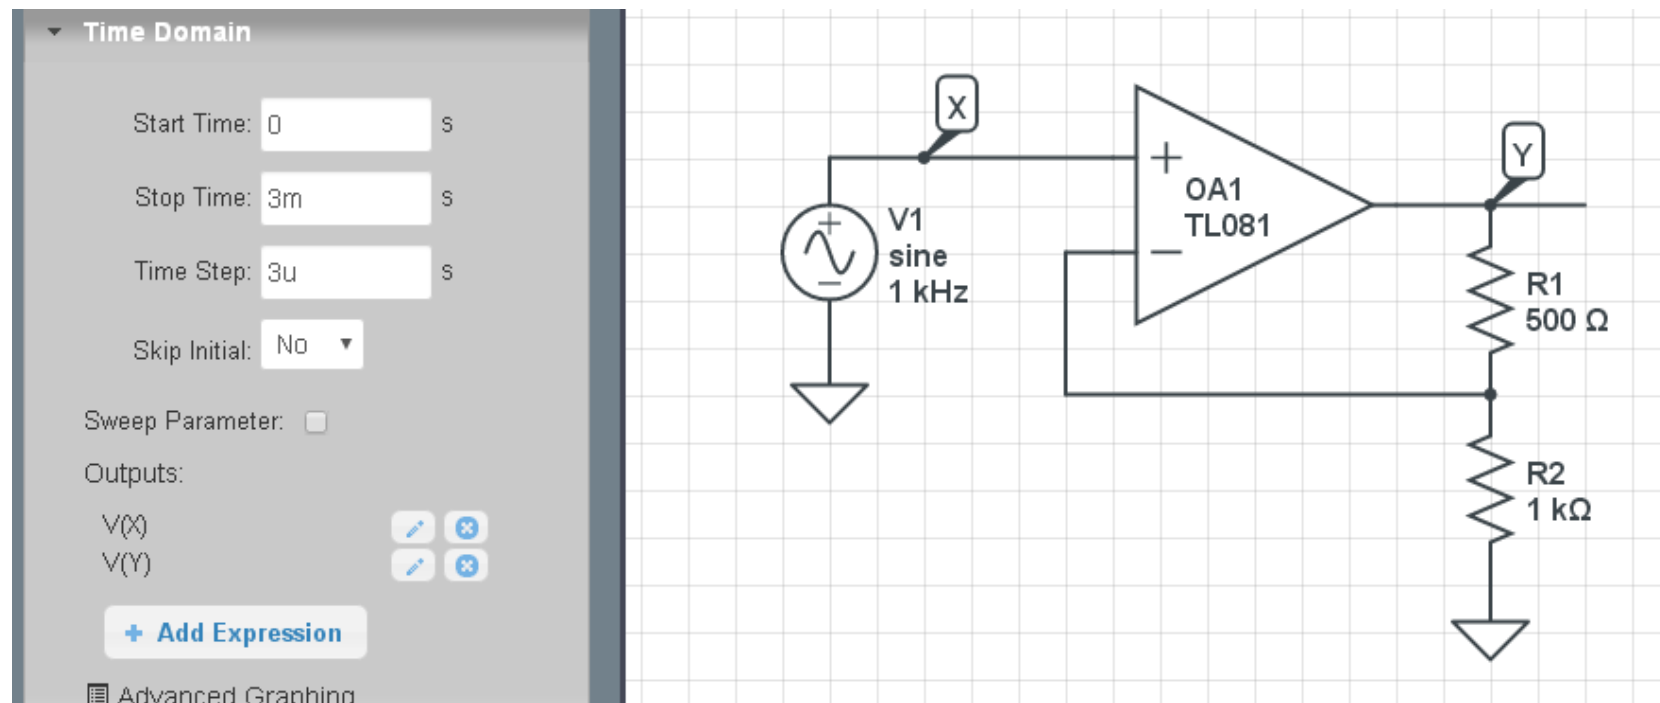 Time Domain
Start Time: 0 s
Stop Time: 3m s
Time Step: 3u s
Skip Initial: No
Sweep Parameter:
Outputs:
V(X)
V(Y)
+ Add Expression
Advanced Graphing
X
Y
+
OA1
TL081
−
+
−
V1
sine
1 kHz
R1
500 Ω
R2
1 kΩ